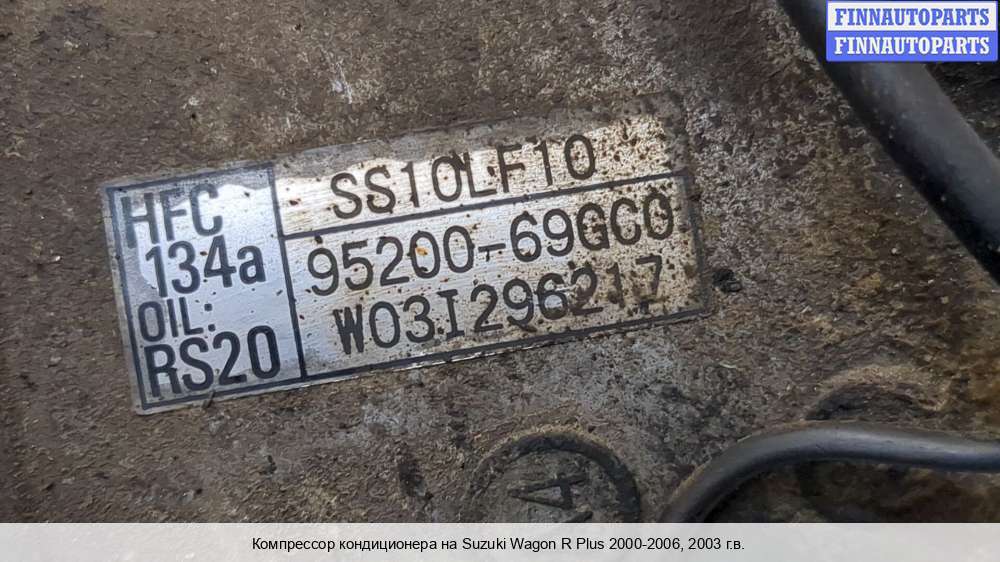 FINNAUTOPARTS
FINNAUTOPARTS
HFC
134a
OIL:
RS20
SS10LF10
95200-69GC0
W03I296217
A
Компрессор кондиционера на Suzuki Wagon R Plus 2000-2006, 2003 г.в.